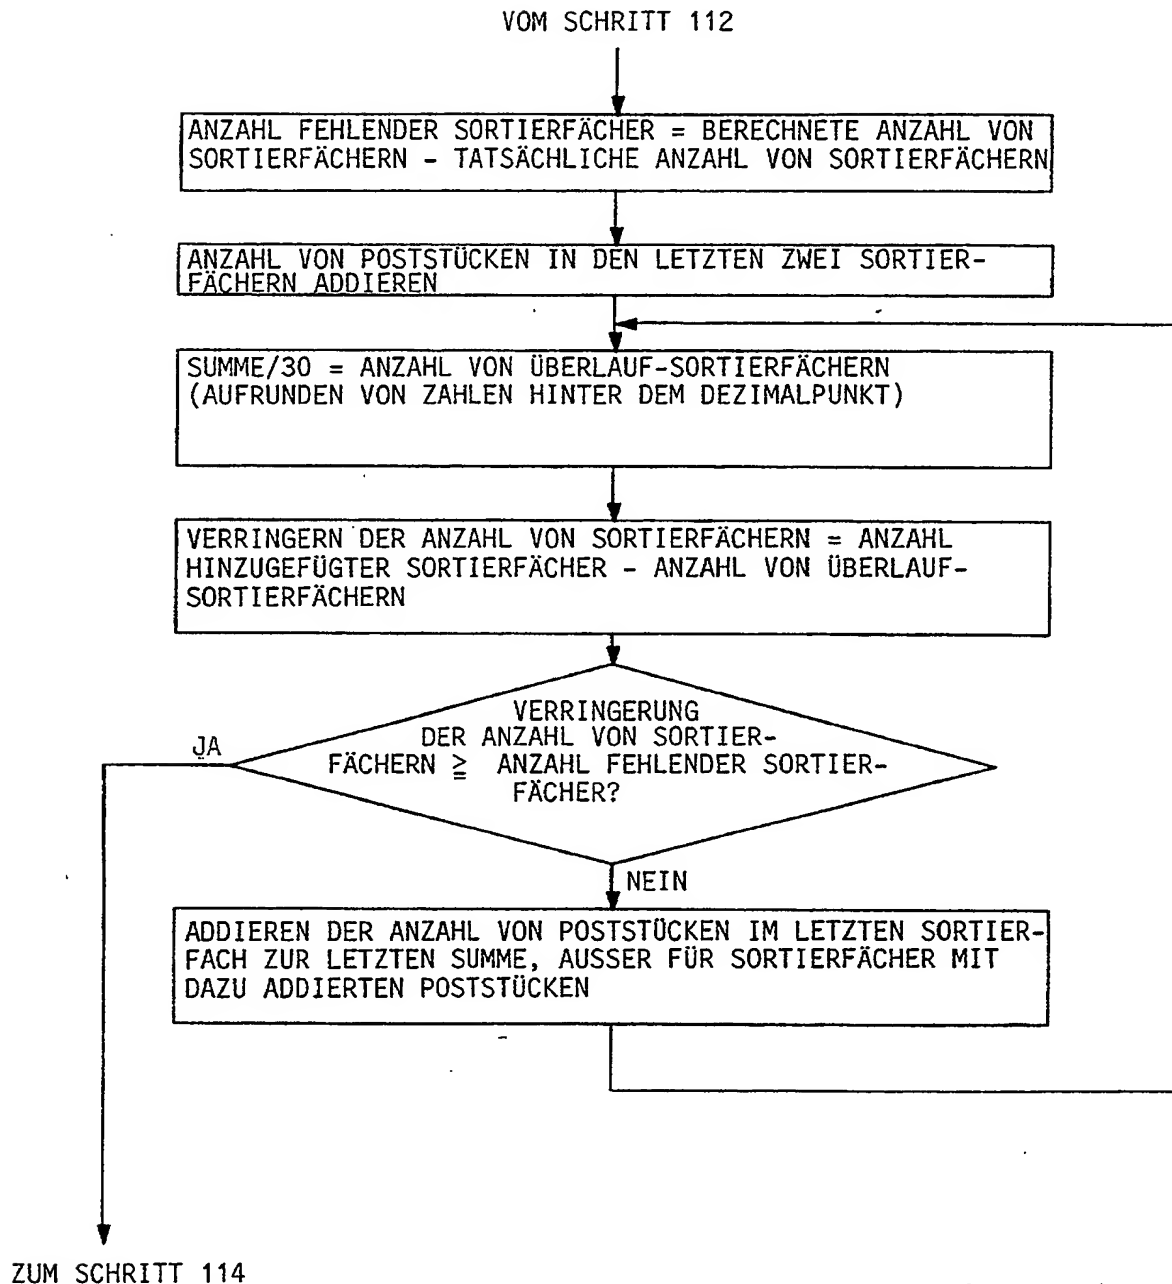 VOM SCHRITT 112
ANZAHL FEHLENDER SORTIERFÄCHER = BERECHNETE ANZAHL VON
SORTIERFÄCHERN - TATSÄCHLICHE ANZAHL VON SORTIERFÄCHERN
ANZAHL VON POSTSTÜCKEN IN DEN LETZTEN ZWEI SORTIER-
FÄCHERN ADDIEREN
SUMME/30 = ANZAHL VON ÜBERLAUF-SORTIERFÄCHERN
(AUFRUNDEN VON ZAHLEN HINTER DEM DEZIMALPUNKT)
VERRINGERN DER ANZAHL VON SORTIERFÄCHERN = ANZAHL
HINZUGEFÜGTER SORTIERFÄCHER - ANZAHL VON ÜBERLAUF-
SORTIERFÄCHERN
VERRINGERUNG
DER ANZAHL VON SORTIER-
FÄCHERN ≧ ANZAHL FEHLENDER SORTIER-
FÄCHER?
JA
NEIN
ADDIEREN DER ANZAHL VON POSTSTÜCKEN IM LETZTEN SORTIER-
FACH ZUR LETZTEN SUMME, AUSSER FÜR SORTIERFÄCHER MIT
DAZU ADDIERTEN POSTSTÜCKEN
ZUM SCHRITT 114